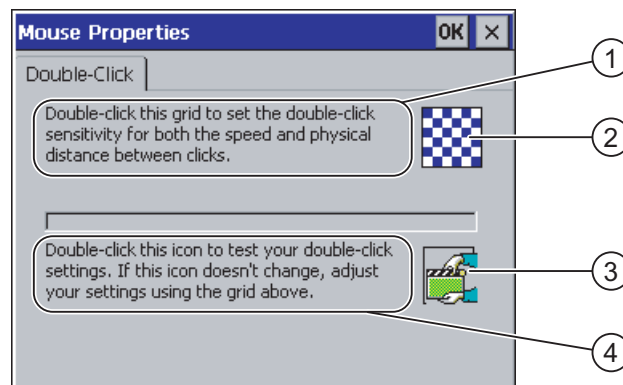 Mouse Properties OK ×
Double-Click
Double-click this grid to set the double-click
sensitivity for both the speed and physical
distance between clicks.
Double-click this icon to test your double-click
settings. If this icon doesn't change, adjust
your settings using the grid above.
1
2
3
4